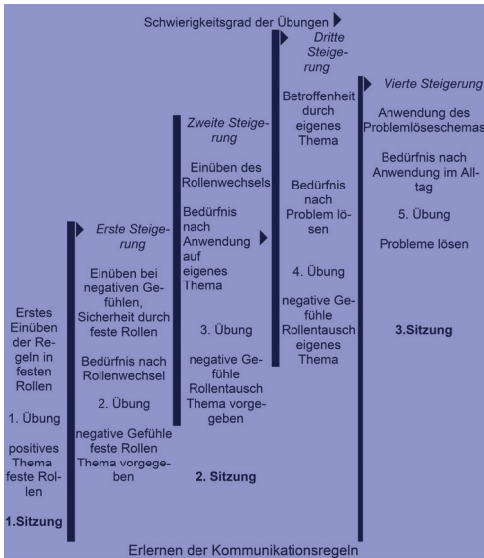 Schwierigkeitsgrad der Übungen
Erstes
Einüben
der Re-
geln in
festen
Rollen
1. Übung
positives
Thema
feste Rol-
len
1.Sitzung
Erste Steige-
rung
Einüben bei
negativen Ge-
fühlen,
Sicherheit durch
feste Rollen
Bedürfnis nach
Rollenwechsel
2. Übung
negative Gefühle
feste Rollen
Thema vorgege-
ben
Zweite Steige-
rung
Einüben des
Rollenwechsels
Bedürfnis
nach
Anwendung
auf
eigenes
Thema
3. Übung
negative Ge-
fühle
Rollentausch
Thema vorge-
geben
2. Sitzung
Dritte
Steige-
rung
Betroffenheit
durch
eigenes
Thema
Bedürfnis
nach
Problem lö-
sen
4. Übung
negative Ge-
fühle
Rollentausch
eigenes
Thema
Vierte Steigerung
Anwendung des
Problemlöseschemas
Bedürfnis nach
Anwendung im All-
tag
5. Übung
Probleme lösen
3.Sitzung
Erlernen der Kommunikationsregeln